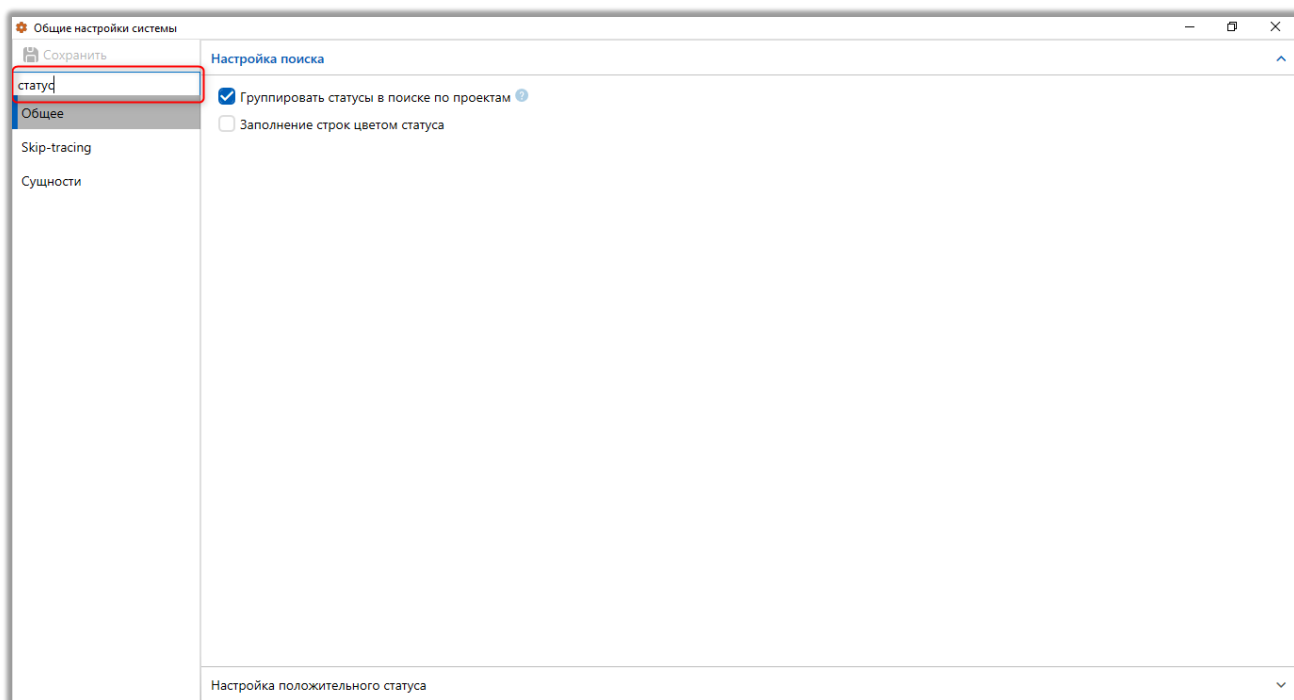 Общие настройки системы
Сохранить
статус
Общее
Skip-tracing
Сущности
Настройка поиска
Группировать статусы в поиске по проектам ?
Заполнение строк цветом статуса
Настройка положительного статуса